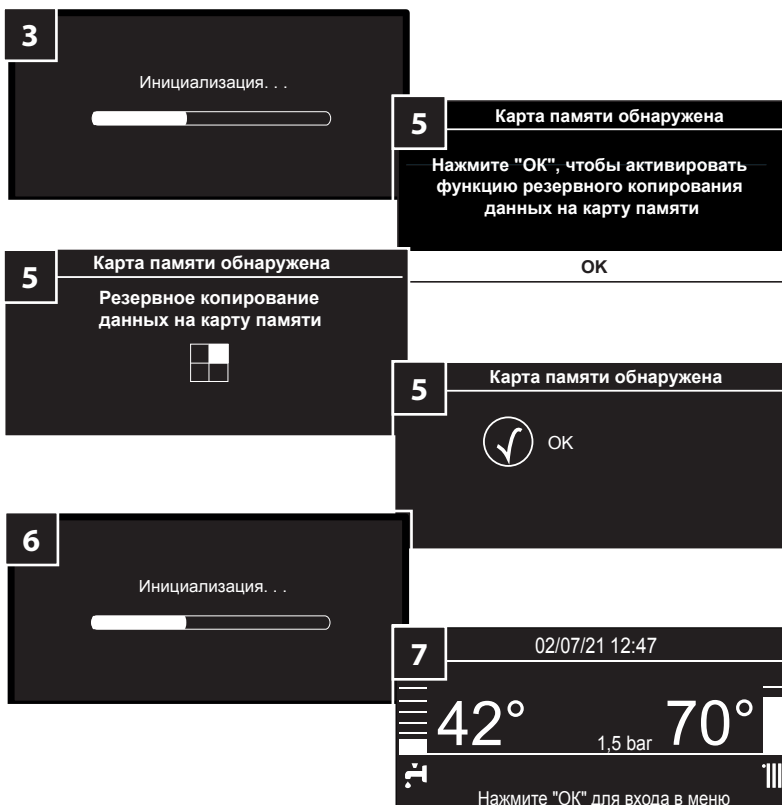 3
Инициализация. . .
5
Карта памяти обнаружена
Нажмите "ОК", чтобы активировать
функцию резервного копирования
данных на карту памяти
ОК
5
Карта памяти обнаружена
Резервное копирование
данных на карту памяти
5
Карта памяти обнаружена
ОК
6
Инициализация. . .
7
02/07/21 12:47
42°
1,5 bar
70°
Нажмите "ОК" для входа в меню